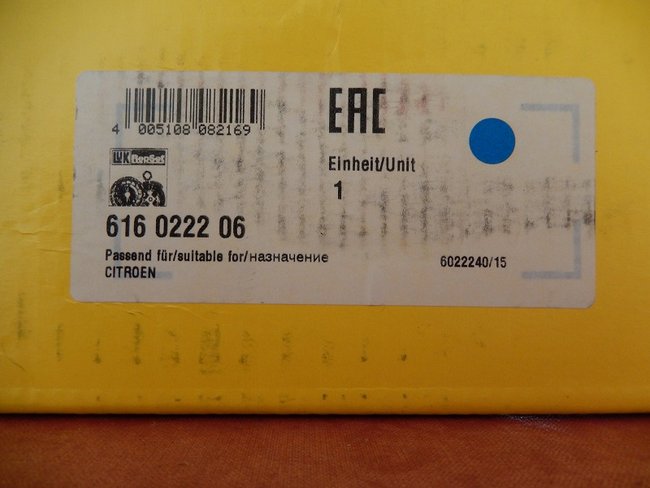 4 005108 082169
EAC
LuK RepSet
Einheit/Unit
1
616 0222 06
Passend für/suitable for/назначение
CITROEN
6022240/15